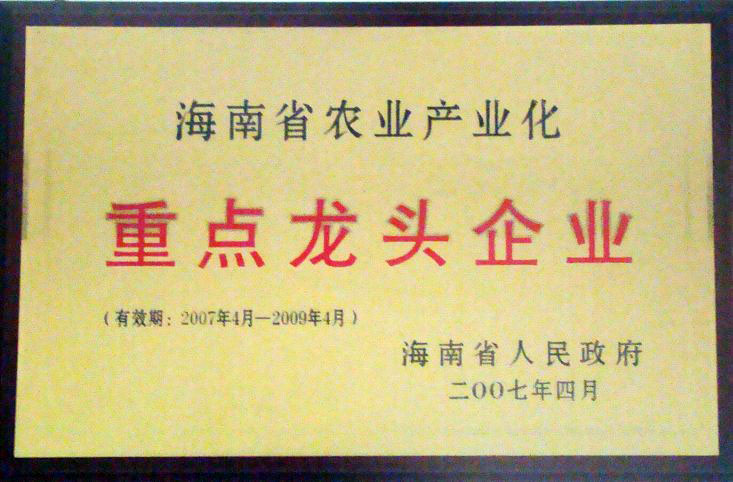 海南省农业产业化
重点龙头企业
（有效期：2007年4月—2009年4月）
海南省人民政府
二〇〇七年四月